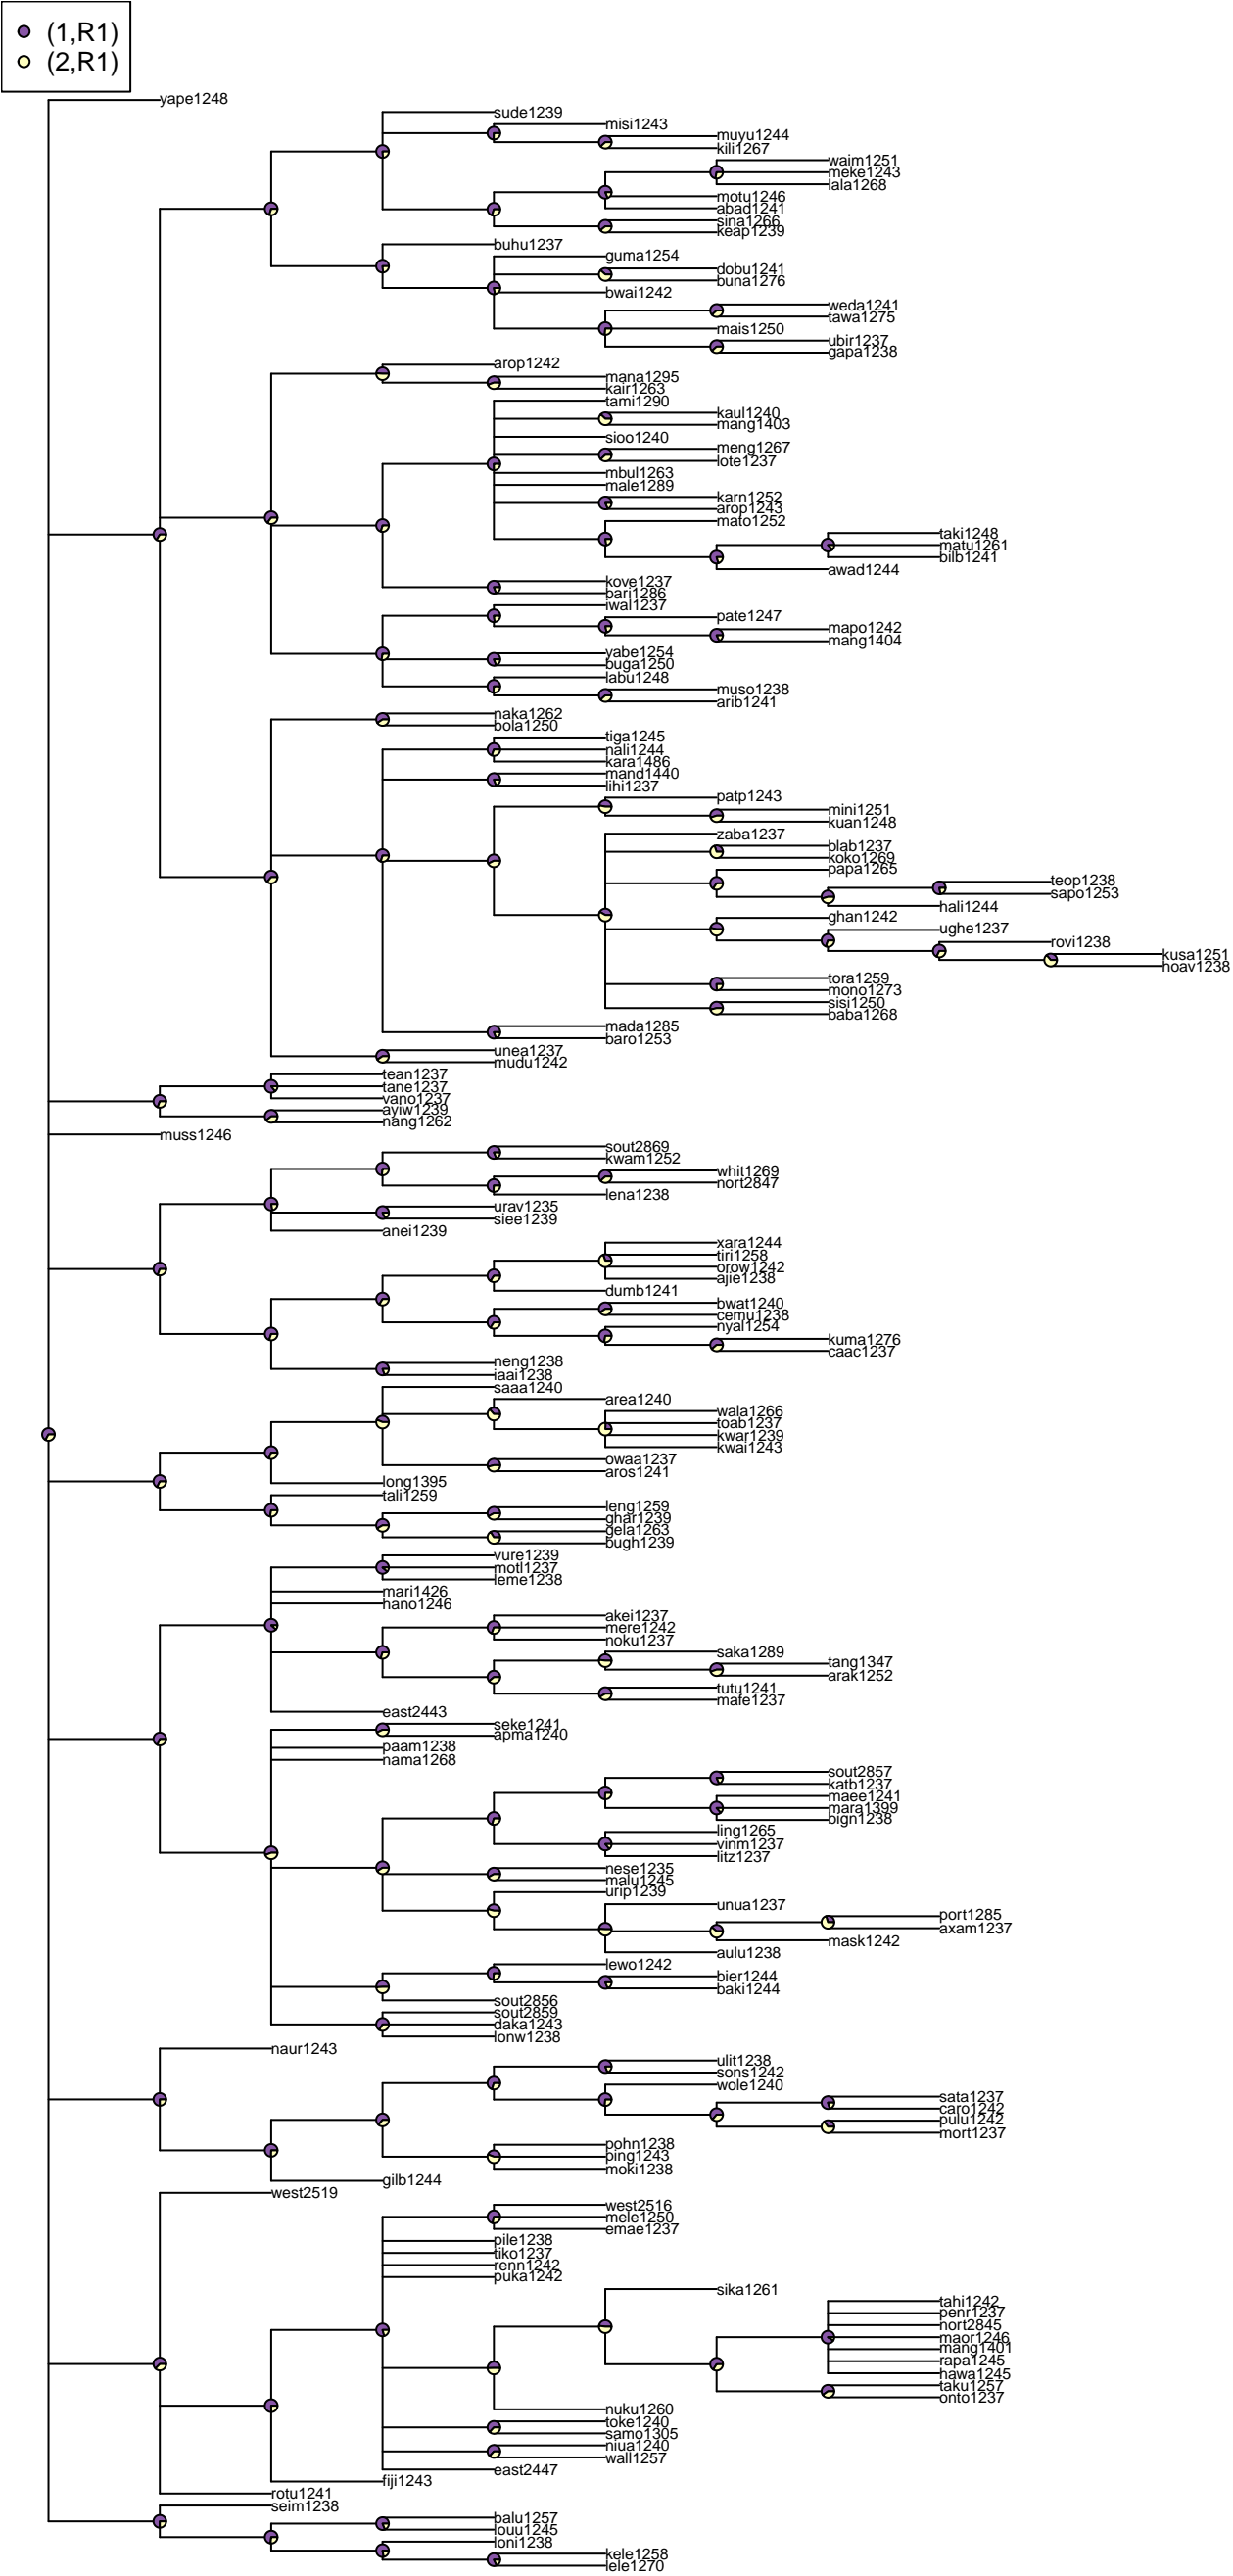 (1,R1)
(2,R1)
yape1248
sude1239
misi1243
muyu1244
kili1267
waim1251
meke1243
lala1268
motu1246
abad1241
sina1266
keap1239
buhu1237
guma1254
dobu1241
buna1276
bwai1242
weda1241
tawa1275
mais1250
ubir1237
gapa1238
arop1242
mana1295
kair1263
tami1290
kaul1240
mang1403
sioo1240
meng1267
lote1237
mbul1263
male1289
karn1252
arop1243
mato1252
taki1248
matu1261
bilb1241
awad1244
kove1237
bari1286
iwal1237
pate1247
mapo1242
mang1404
yabe1254
buga1250
labu1248
muso1238
arib1241
naka1262
bola1250
tiga1245
nali1244
kara1486
mand1440
lihi1237
patp1243
mini1251
kuan1248
zaba1237
blab1237
koko1269
papa1265
teop1238
sapo1253
hali1244
ghan1242
ughe1237
rovi1238
kusa1251
hoav1238
tora1259
mono1273
sisi1250
baba1268
mada1285
baro1253
unea1237
mudu1242
tean1237
tane1237
vano1237
ayiw1239
nang1262
muss1246
sout2869
kwam1252
whit1269
nort2847
lena1238
urav1235
siee1239
anei1239
xara1244
tiri1258
orow1242
ajie1238
dumb1241
bwat1240
cemu1238
nyal1254
kuma1276
caac1237
neng1238
iaai1238
saaa1240
area1240
wala1266
toab1237
kwar1239
kwai1243
owaa1237
aros1241
long1395
tali1259
leng1259
ghar1239
gela1263
bugh1239
vure1239
motl1237
leme1238
mari1426
hano1246
akei1237
mere1242
noku1237
saka1289
tang1347
arak1252
tutu1241
mafe1237
east2443
seke1241
apma1240
paam1238
nama1268
sout2857
katb1237
maee1241
mara1399
bign1238
ling1265
vinm1237
litz1237
nese1235
malu1245
urip1239
unua1237
port1285
axam1237
mask1242
aulu1238
lewo1242
bier1244
baki1244
sout2856
sout2859
daka1243
lonw1238
naur1243
ulit1238
sons1242
wole1240
sata1237
caro1242
pulu1242
mort1237
pohn1238
ping1243
moki1238
gilb1244
west2519
west2516
mele1250
emae1237
pile1238
tiko1237
renn1242
puka1242
sika1261
tahi1242
penr1237
nort2845
maor1246
mang1401
rapa1245
hawa1245
taku1257
onto1237
nuku1260
toke1240
samo1305
niua1240
wall1257
east2447
fiji1243
rotu1241
seim1238
balu1257
louu1245
loni1238
kele1258
lele1270